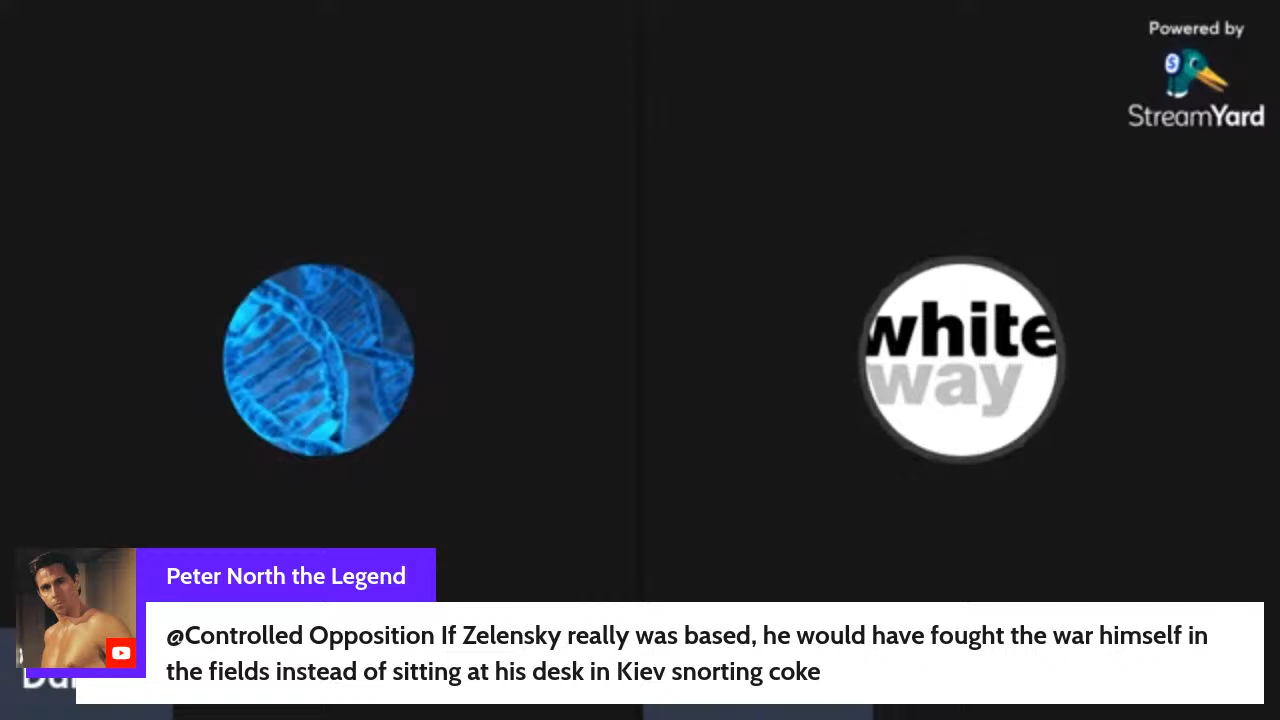 Powered by
StreamYard
white
way
Peter North the Legend
@Controlled Opposition If Zelensky really was based, he would have fought the war himself in
the fields instead of sitting at his desk in Kiev snorting coke